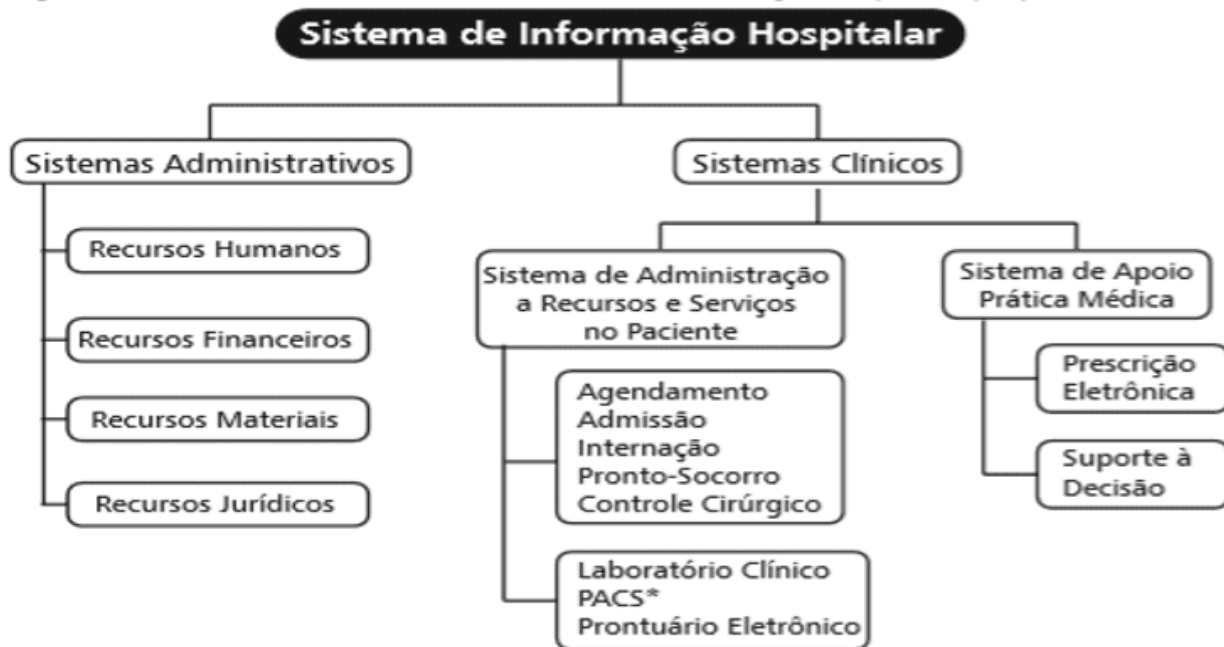 Sistema de Informação Hospitalar
Sistemas Administrativos
Recursos Humanos
Recursos Financeiros
Recursos Materiais
Recursos Jurídicos
Sistemas Clínicos
Sistema de Administração
a Recursos e Serviços
no Paciente
Agendamento
Admissão
Internação
Pronto-Socorro
Controle Cirúrgico
Laboratório Clínico
PACS*
Prontuário Eletrônico
Sistema de Apoio
Prática Médica
Prescrição
Eletrônica
Suporte à
Decisão